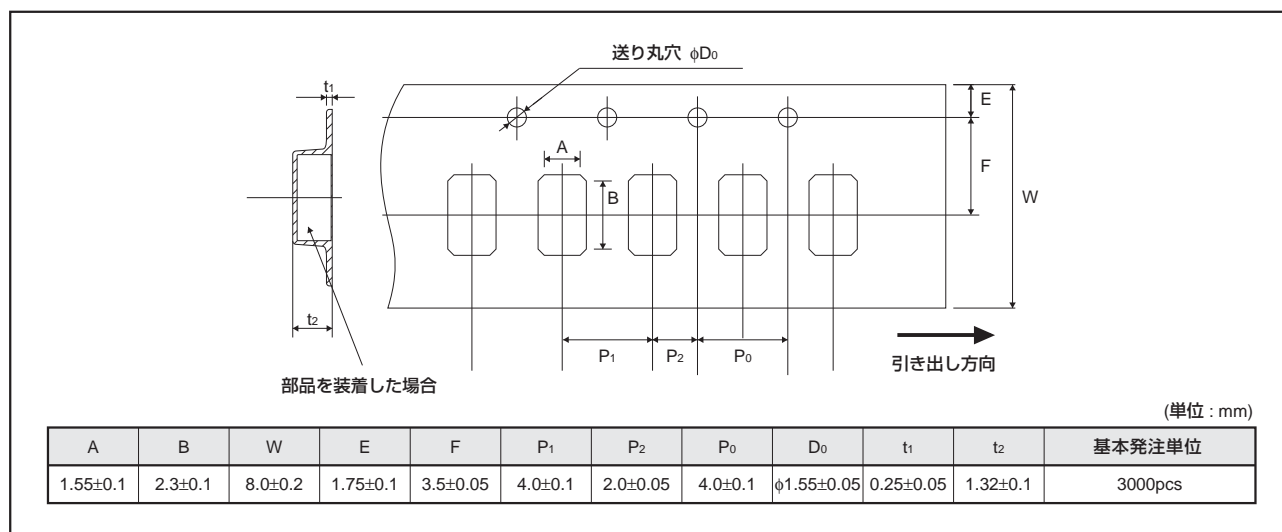 送り丸穴 φD0
t1
E
A
F
B
W
t2
P1
P2
P0
引き出し方向
部品を装着した場合
(単位 : mm)
A B W E F P1 P2 P0 D0 t1 t2 基本発注単位
1.55±0.1 2.3±0.1 8.0±0.2 1.75±0.1 3.5±0.05 4.0±0.1 2.0±0.05 4.0±0.1 φ1.55±0.05 0.25±0.05 1.32±0.1 3000pcs